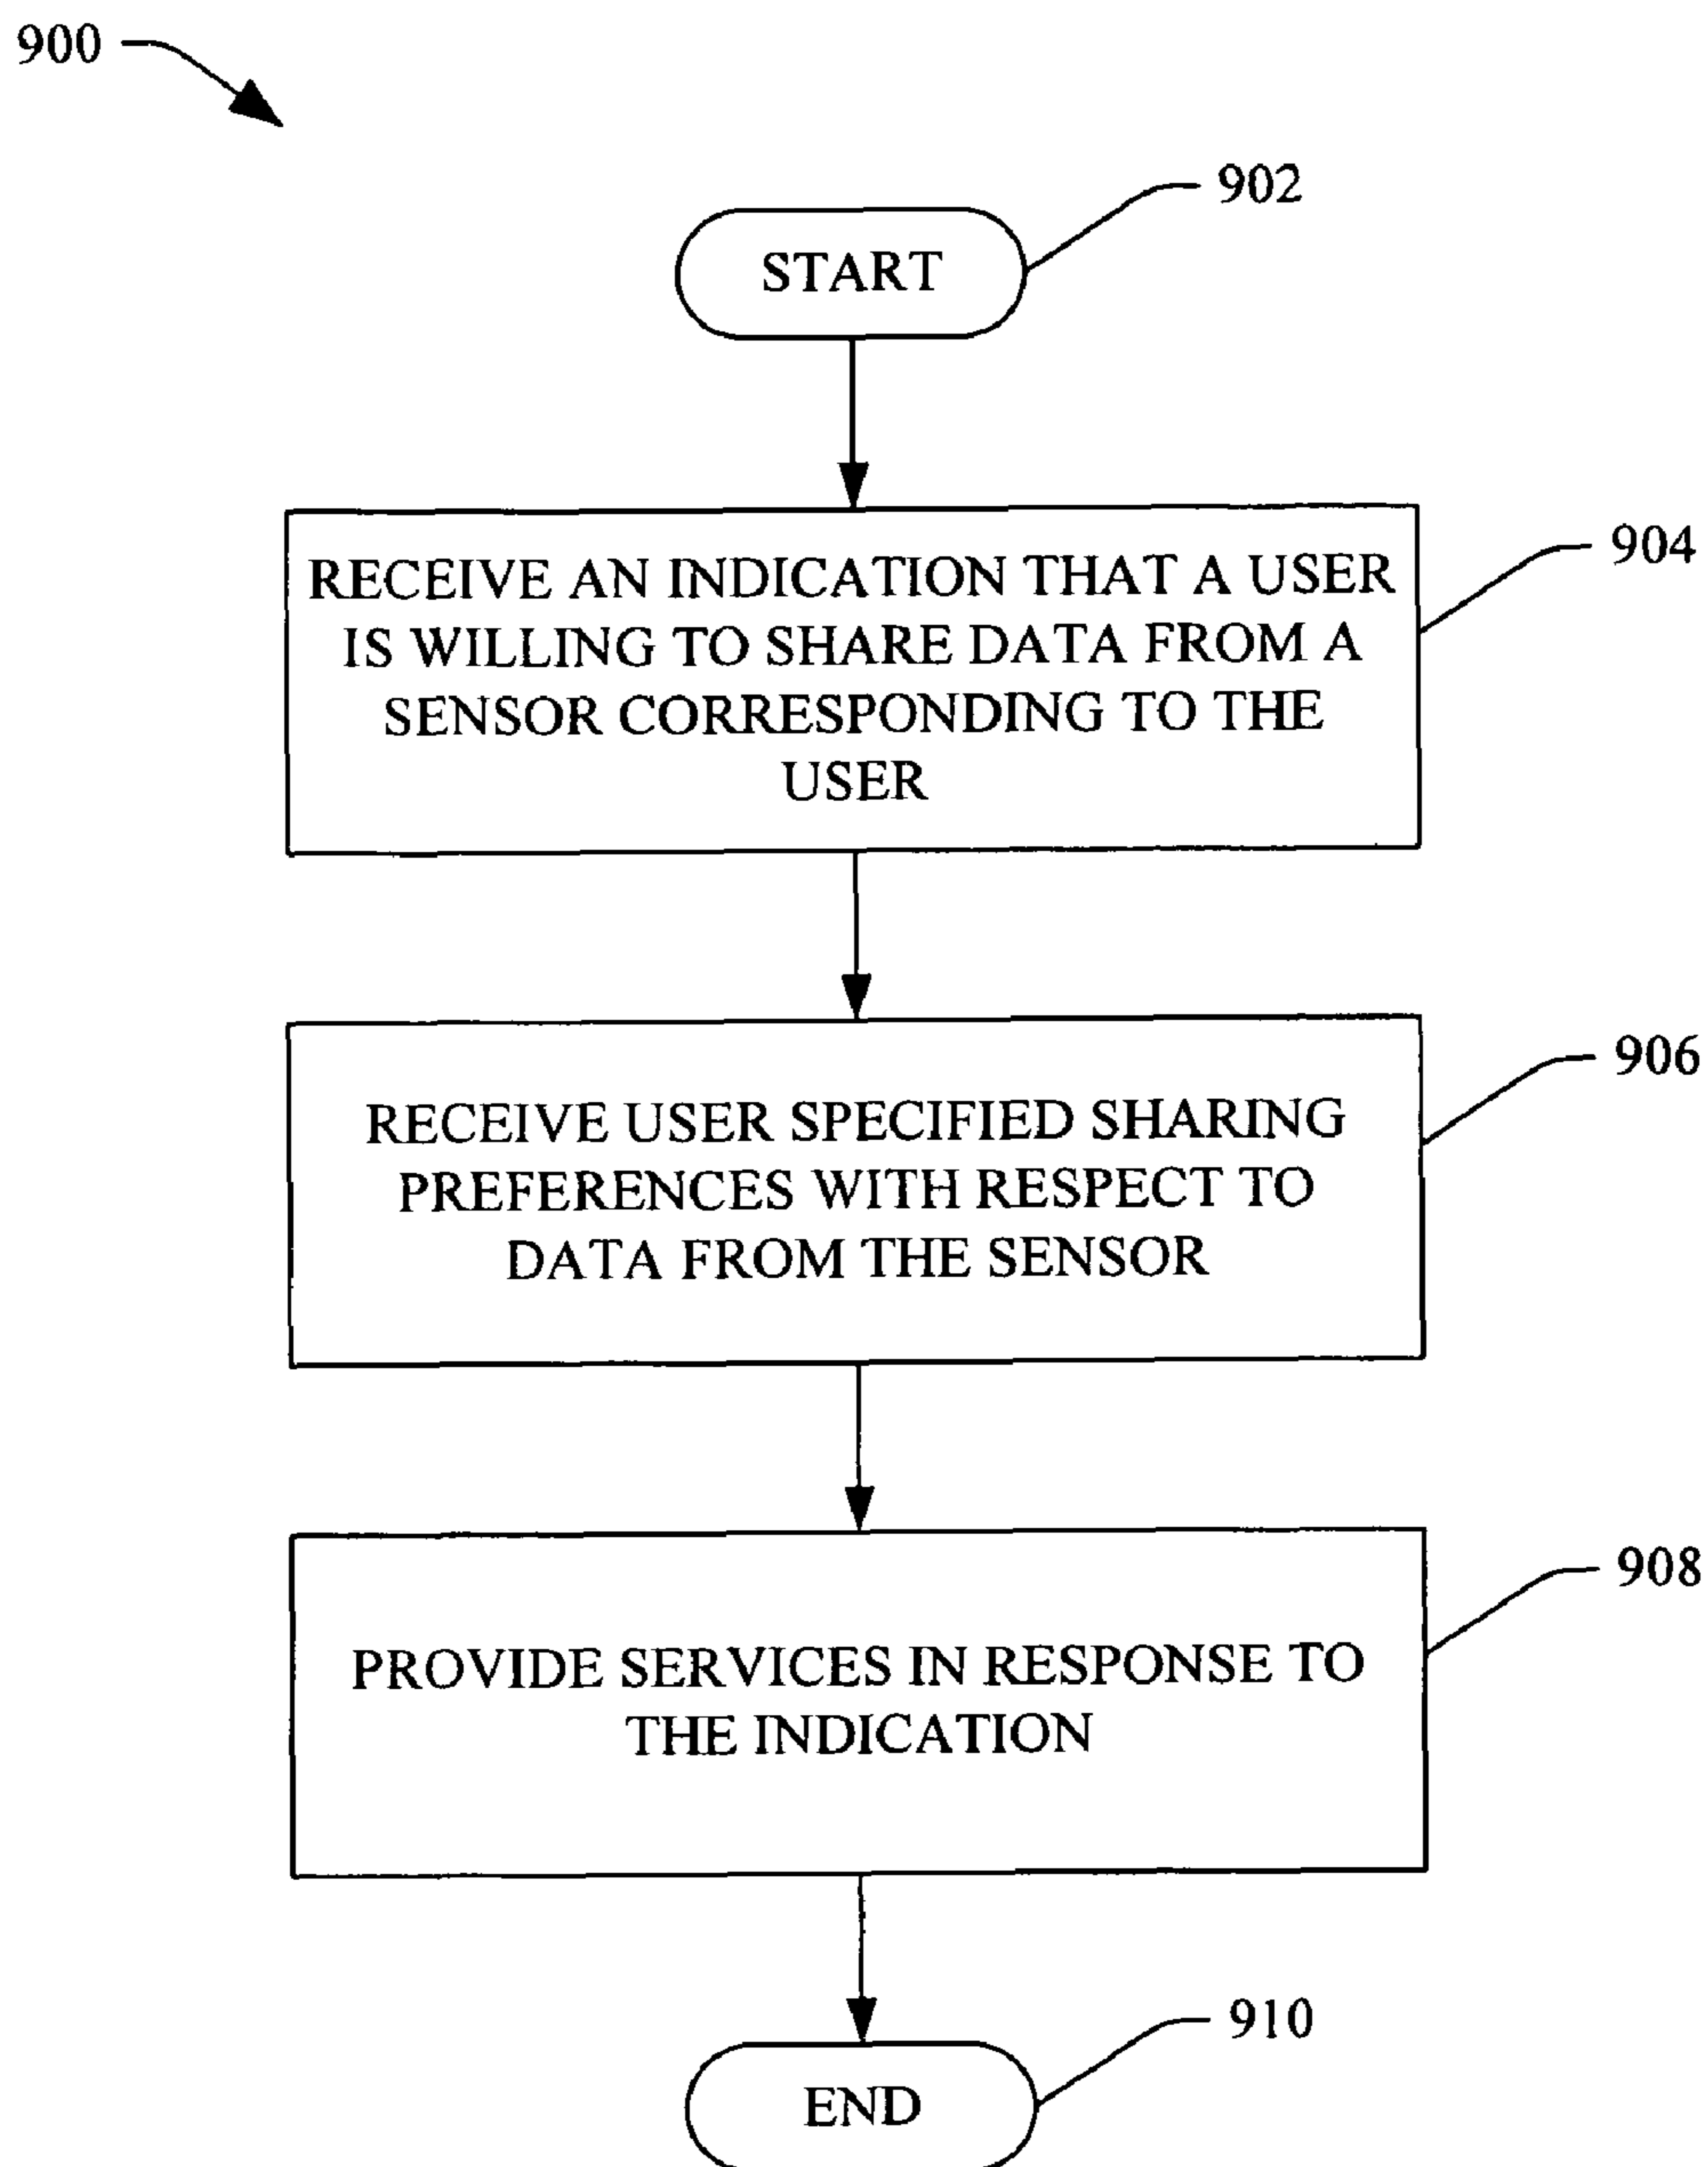 900
902
START
904
RECEIVE AN INDICATION THAT A USER
IS WILLING TO SHARE DATA FROM A
SENSOR CORRESPONDING TO THE
USER
906
RECEIVE USER SPECIFIED SHARING
PREFERENCES WITH RESPECT TO
DATA FROM THE SENSOR
908
PROVIDE SERVICES IN RESPONSE TO
THE INDICATION
910
END